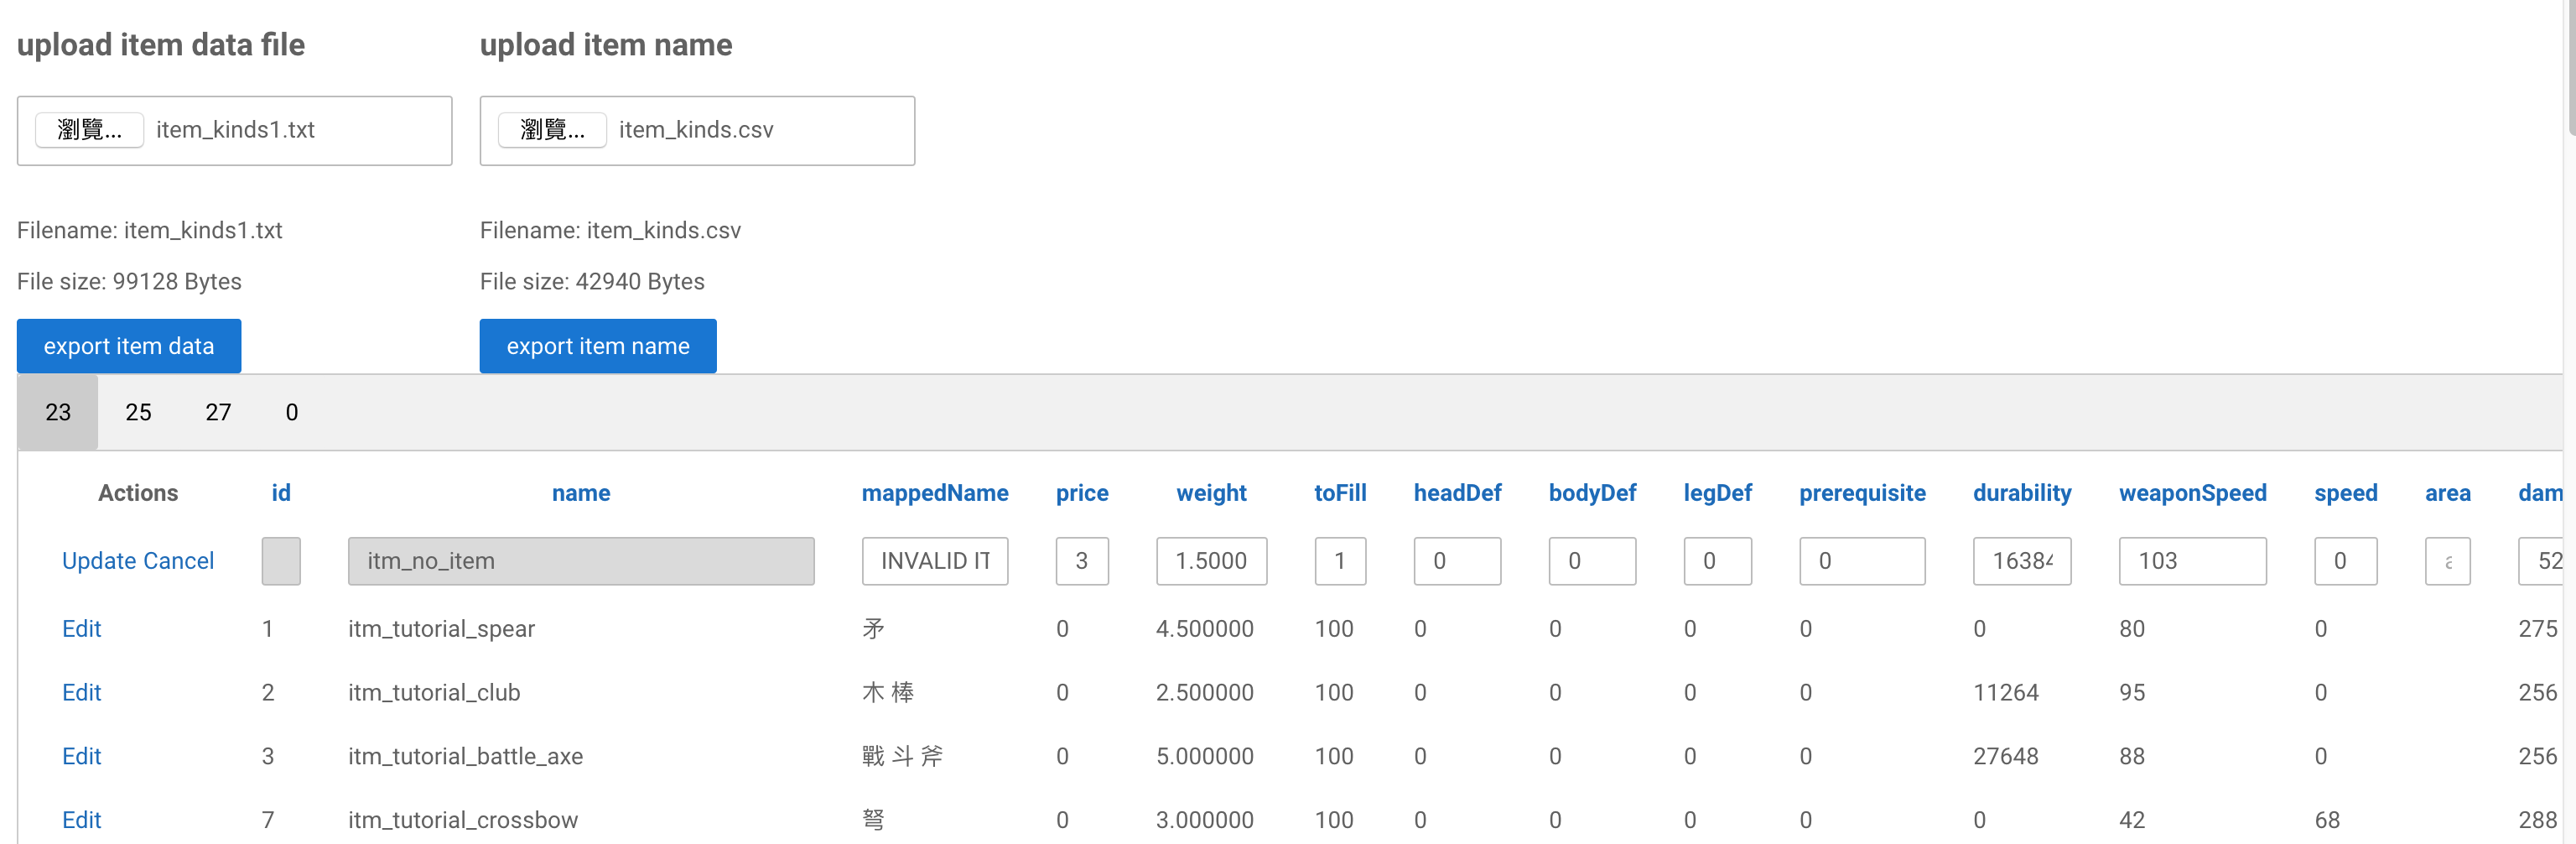 upload item data file
upload item name
瀏覽... item_kinds1.txt
瀏覽... item_kinds.csv
Filename: item_kinds1.txt
Filename: item_kinds.csv
File size: 99128 Bytes
File size: 42940 Bytes
export item data
export item name
23 25 27 0
Actions id name mappedName price weight toFill headDef bodyDef legDef prerequisite durability weaponSpeed speed area dam
Update Cancel itm_no_item INVALID IT 3 1.5000 1 0 0 0 0 16384 103 0 a 52
Edit 1 itm_tutorial_spear 矛 0 4.500000 100 0 0 0 0 0 80 0 275
Edit 2 itm_tutorial_club 木 棒 0 2.500000 100 0 0 0 0 11264 95 0 256
Edit 3 itm_tutorial_battle_axe 戰 斗 斧 0 5.000000 100 0 0 0 0 27648 88 0 256
Edit 7 itm_tutorial_crossbow 弩 0 3.000000 100 0 0 0 0 0 42 68 288